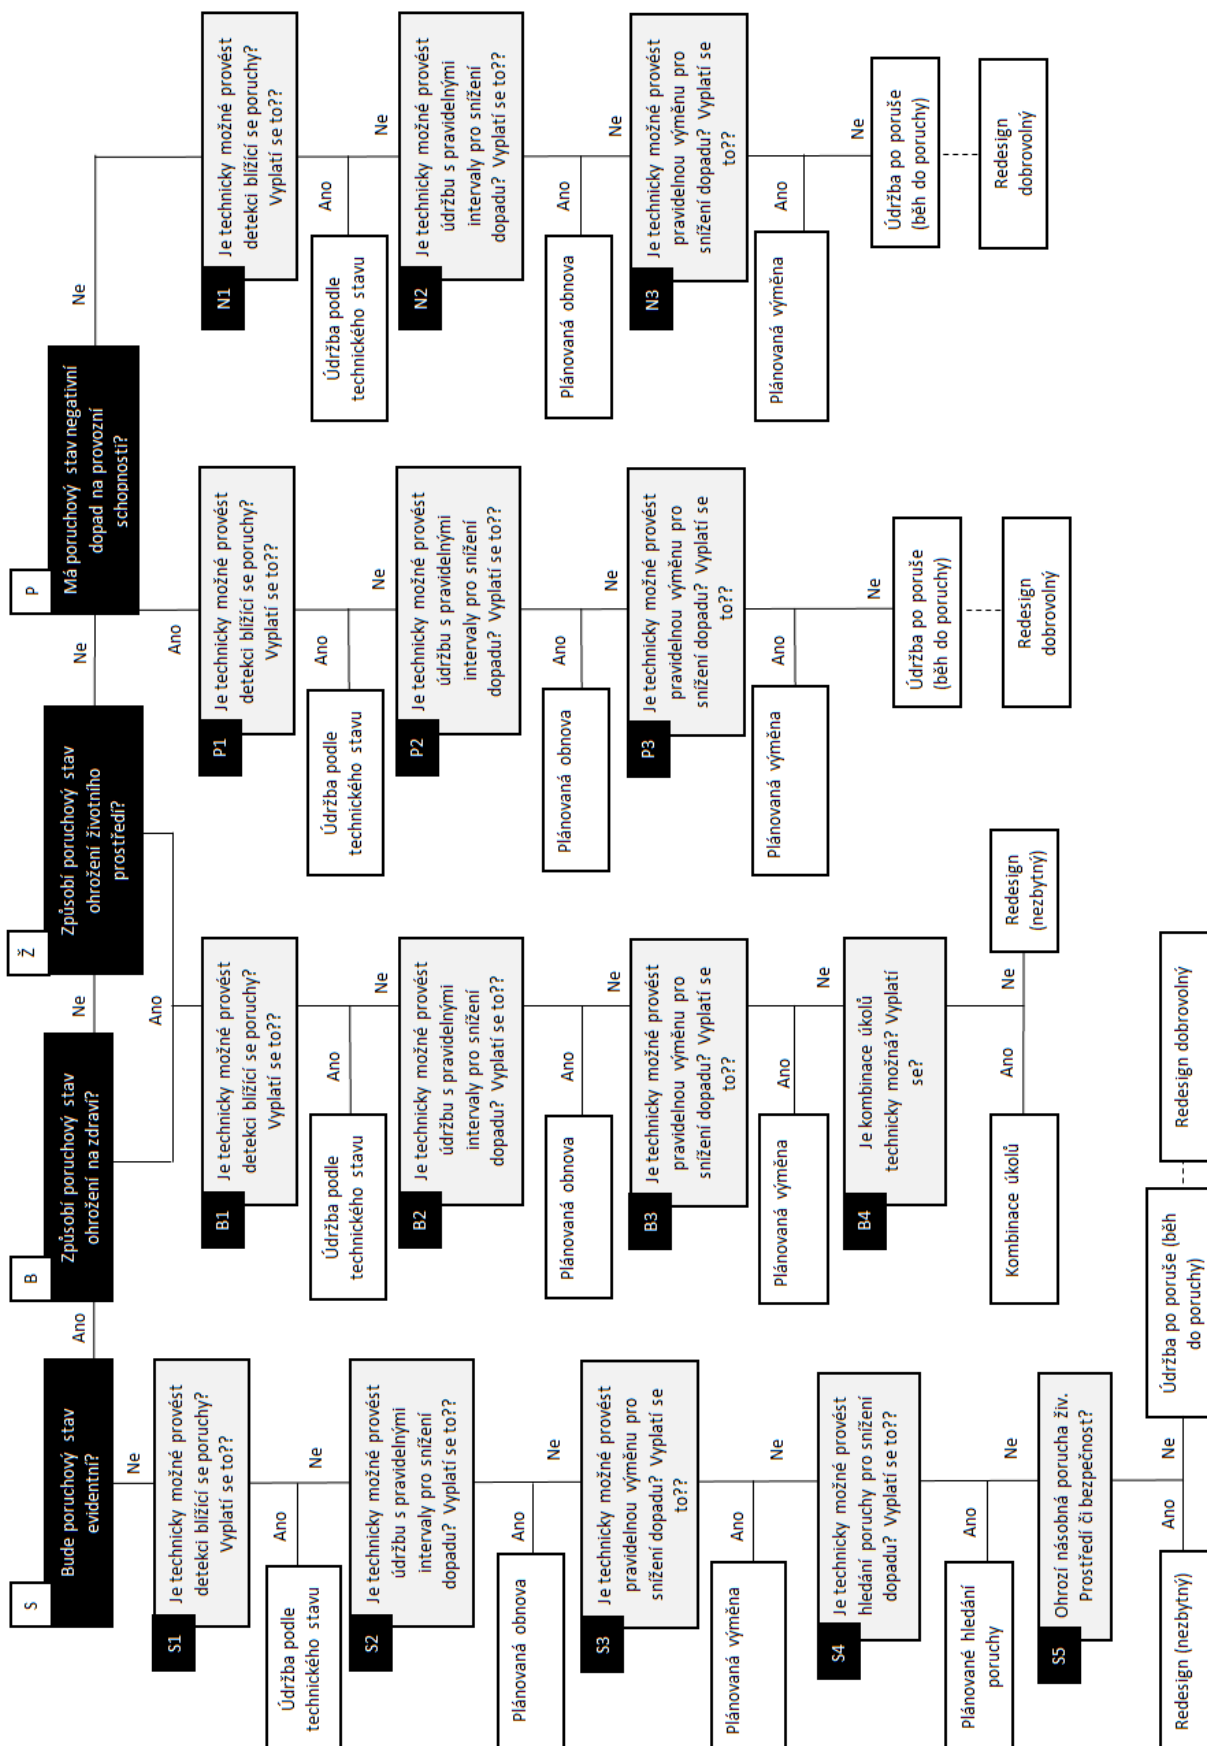 S
Bude poruchový stav
evidentní?
Ano
Ne
B
Způsobí poruchový stav
ohrožení na zdraví?
Ne
Ž
Způsobí poruchový stav
ohrožení životního
prostředí?
Ne
Ano
P
Má poruchový stav negativní
dopad na provozní
schopnosti?
Ano
Ne
S1
Je technicky možné provést
detekci blížící se poruchy?
Vyplatí se to??
Ano
Ne
Údržba podle
technického stavu
S2
Je technicky možné provést
údržbu s pravidelnými
intervaly pro snížení
dopadu? Vyplatí se to??
Ano
Ne
Plánovaná obnova
S3
Je technicky možné provést
pravidelnou výměnu pro
snížení dopadu? Vyplatí se
to??
Ano
Ne
Plánovaná výměna
S4
Je technicky možné provést
hledání poruchy pro snížení
dopadu? Vyplatí se to??
Ano
Ne
Plánované hledání
poruchy
S5
Ohrozí násobná porucha živ.
Prostředí či bezpečnost?
Ano
Ne
Redesign (nezbytný)
Údržba po poruše (běh
do poruchy)
Redesign dobrovolný
B1
Je technicky možné provést
detekci blížící se poruchy?
Vyplatí se to??
Ano
Ne
Údržba podle
technického stavu
B2
Je technicky možné provést
údržbu s pravidelnými
intervaly pro snížení
dopadu? Vyplatí se to??
Ano
Ne
Plánovaná obnova
B3
Je technicky možné provést
pravidelnou výměnu pro
snížení dopadu? Vyplatí se
to??
Ano
Ne
Plánovaná výměna
B4
Je kombinace úkolů
technicky možná? Vyplatí
se?
Ano
Ne
Kombinace úkolů
Redesign
(nezbytný)
P1
Je technicky možné provést
detekci blížící se poruchy?
Vyplatí se to??
Ano
Ne
Údržba podle
technického stavu
P2
Je technicky možné provést
údržbu s pravidelnými
intervaly pro snížení
dopadu? Vyplatí se to??
Ano
Ne
Plánovaná obnova
P3
Je technicky možné provést
pravidelnou výměnu pro
snížení dopadu? Vyplatí se
to??
Ano
Ne
Plánovaná výměna
Údržba po poruše
(běh do poruchy)
Redesign
dobrovolný
N1
Je technicky možné provést
detekci blížící se poruchy?
Vyplatí se to??
Ano
Ne
Údržba podle
technického stavu
N2
Je technicky možné provést
údržbu s pravidelnými
intervaly pro snížení
dopadu? Vyplatí se to??
Ano
Ne
Plánovaná obnova
N3
Je technicky možné provést
pravidelnou výměnu pro
snížení dopadu? Vyplatí se
to??
Ano
Ne
Plánovaná výměna
Údržba po poruše
(běh do poruchy)
Redesign
dobrovolný